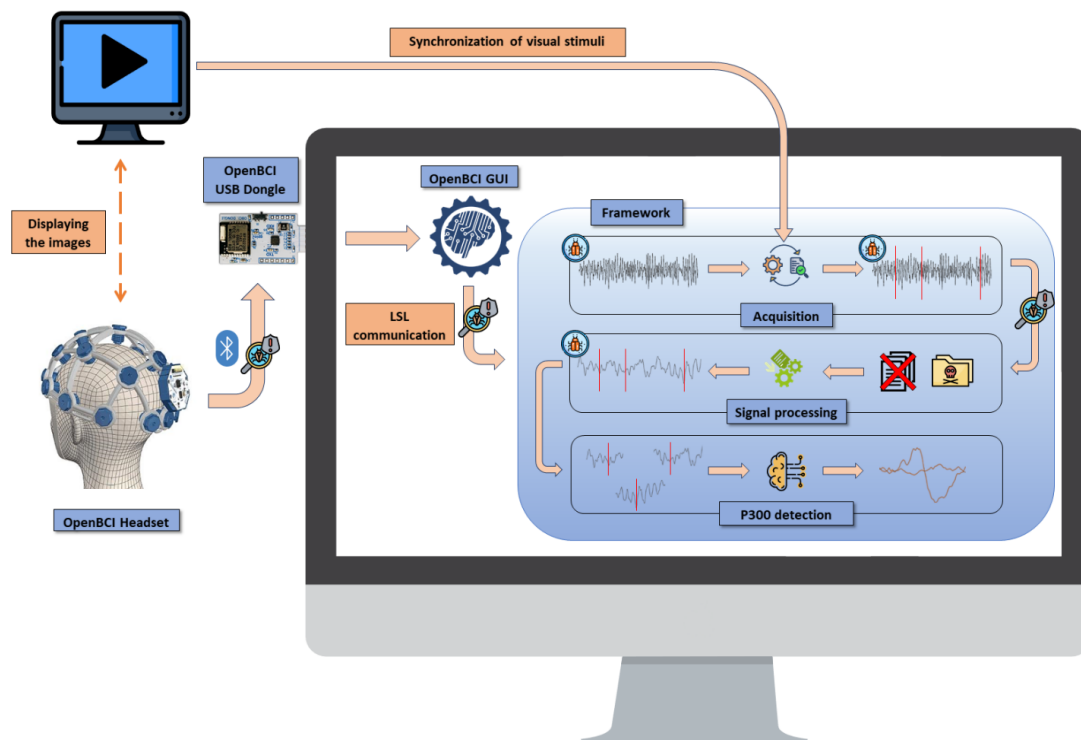 Synchronization of visual stimuli
OpenBCI
USB Dongle
OpenBCI GUI
Displaying
the images
Framework
LSL
communication
Acquisition
Signal processing
P300 detection
OpenBCI Headset